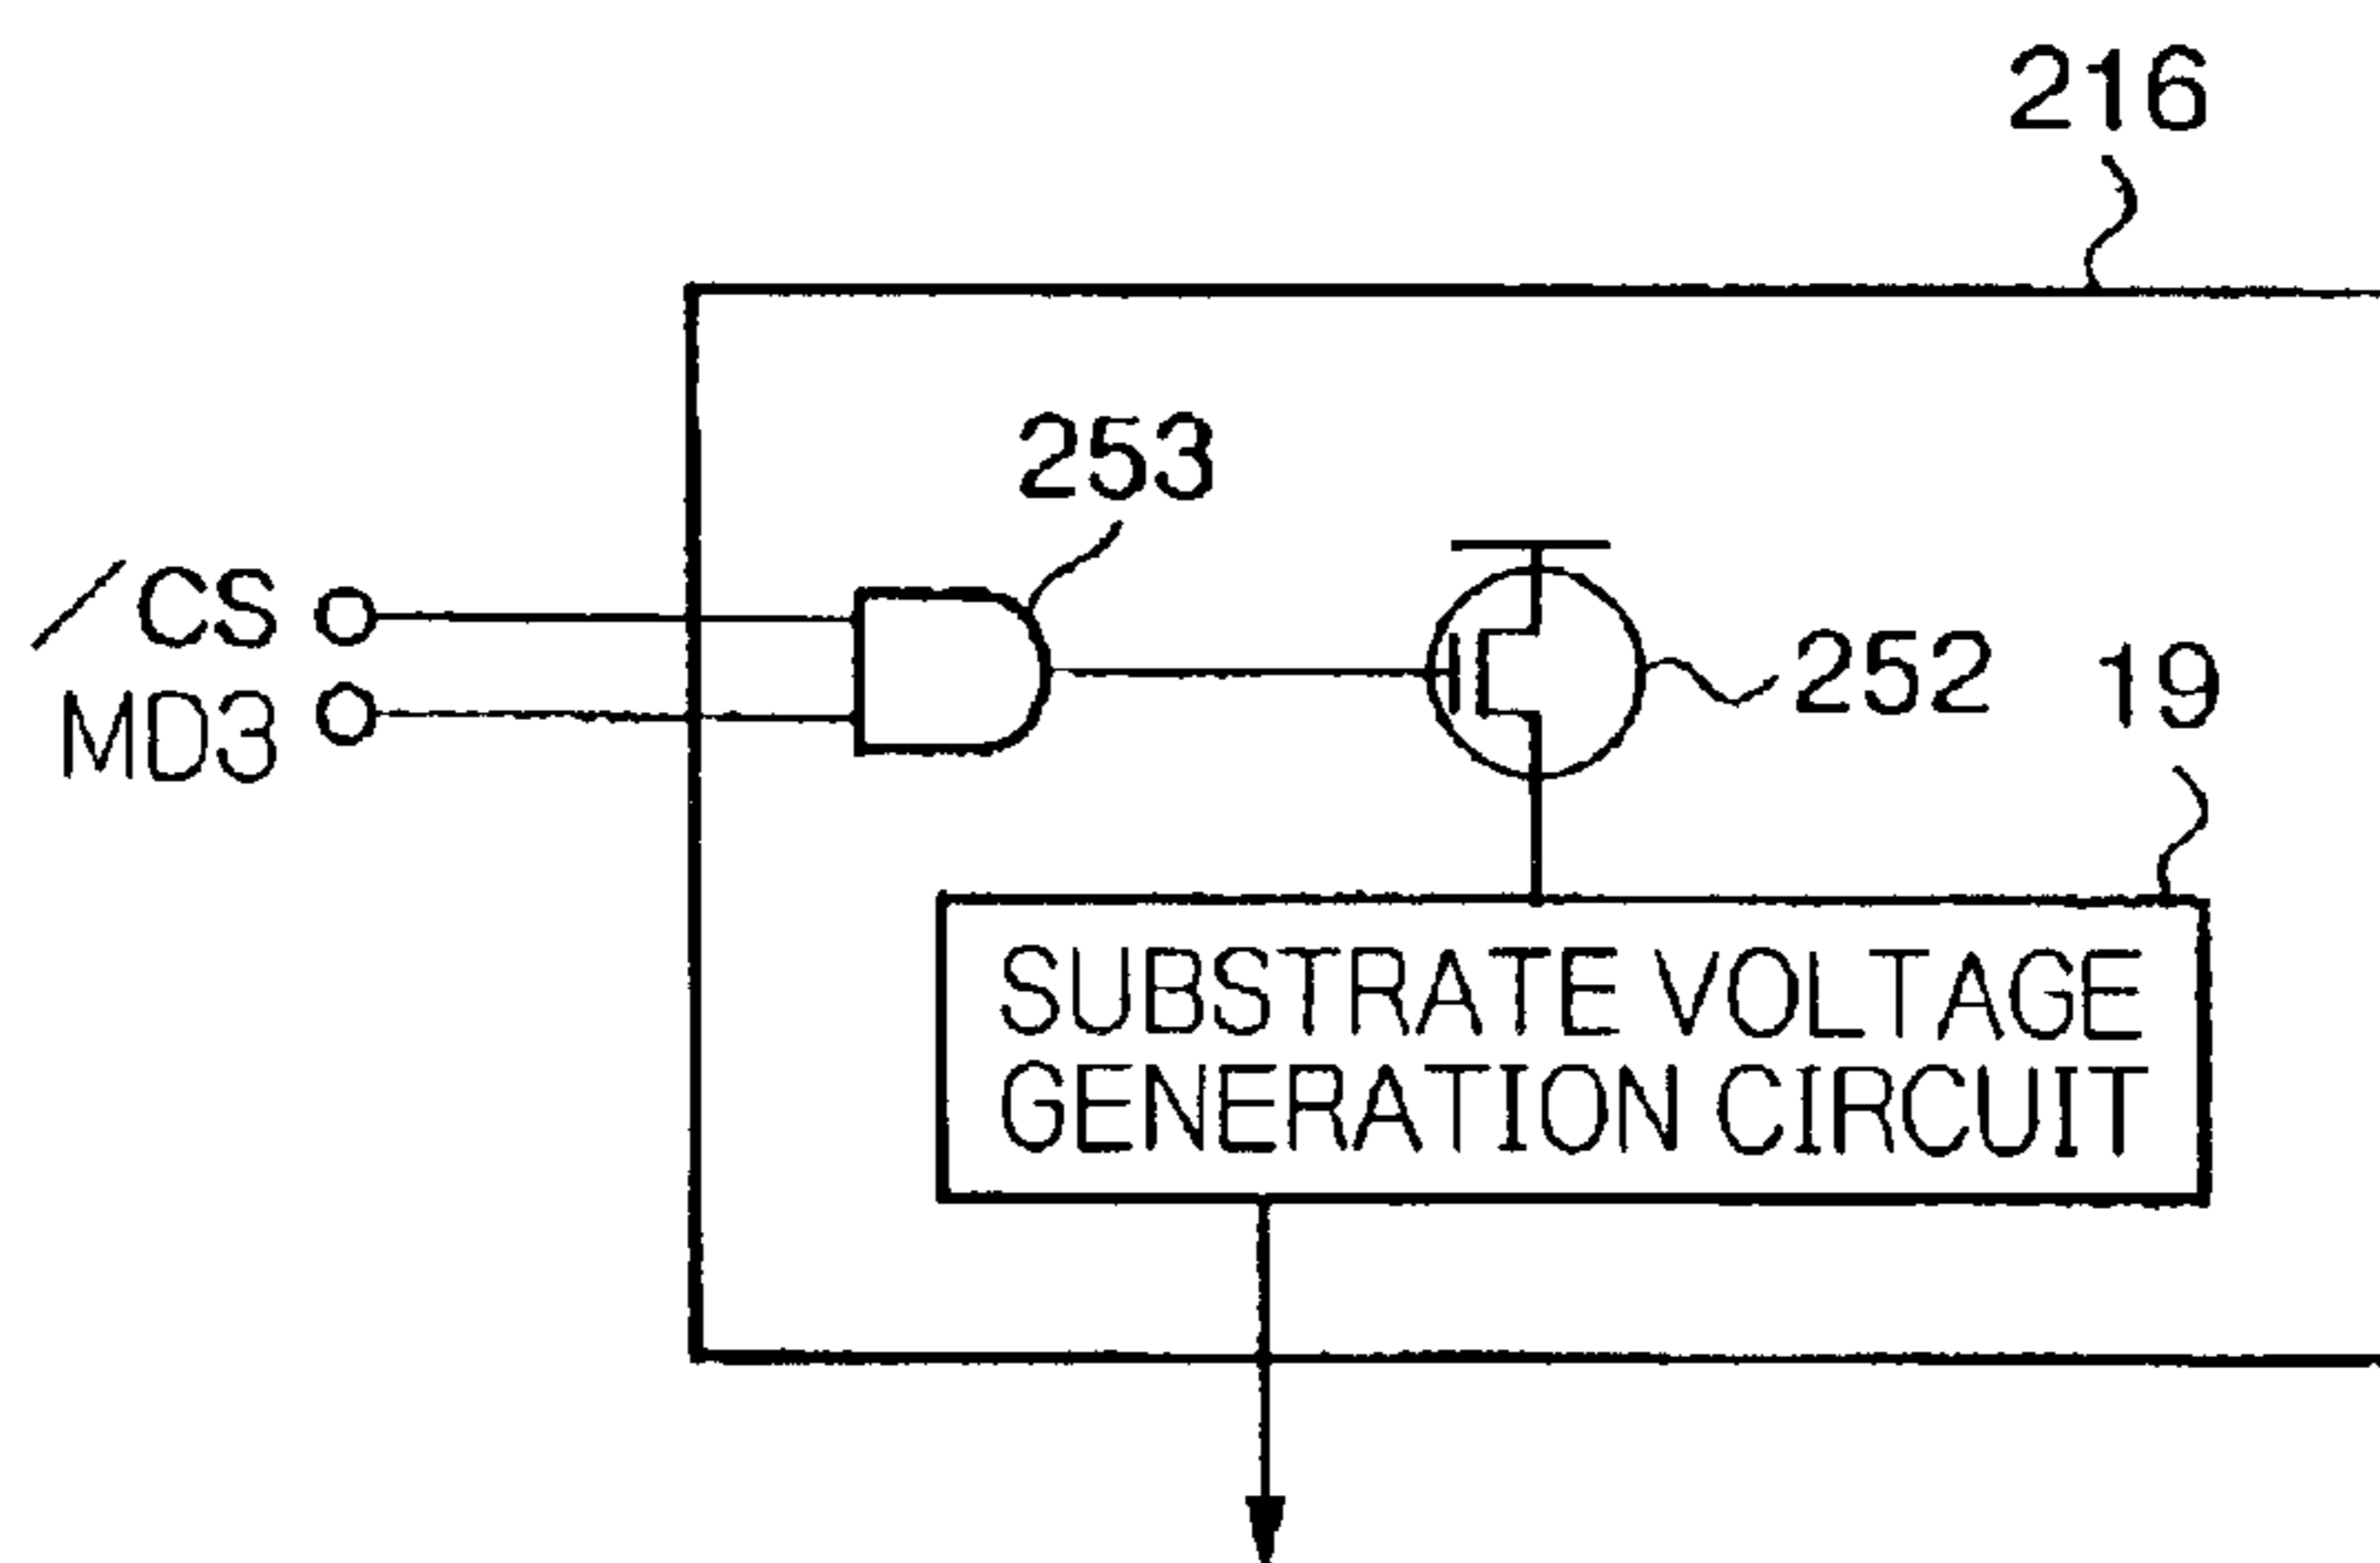 216
253
/CS
MD3
252
19
SUBSTRATE VOLTAGE
GENERATION CIRCUIT